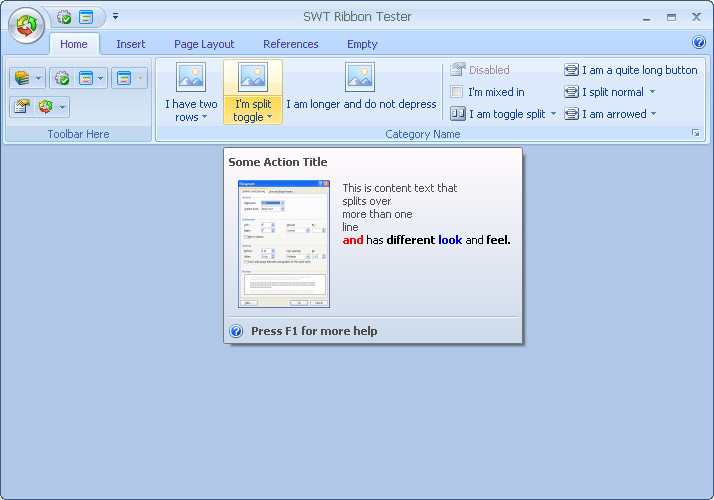 SWT Ribbon Tester
Home Insert Page Layout References Empty
I have two
rows
I'm split
toggle
I am longer and do not depress
Disabled
I'm mixed in
I am toggle split
I am a quite long button
I split normal
I am arrowed
Toolbar Here
Category Name
Some Action Title
This is content text that
splits over
more than one
line
and has different look and feel.
Press F1 for more help